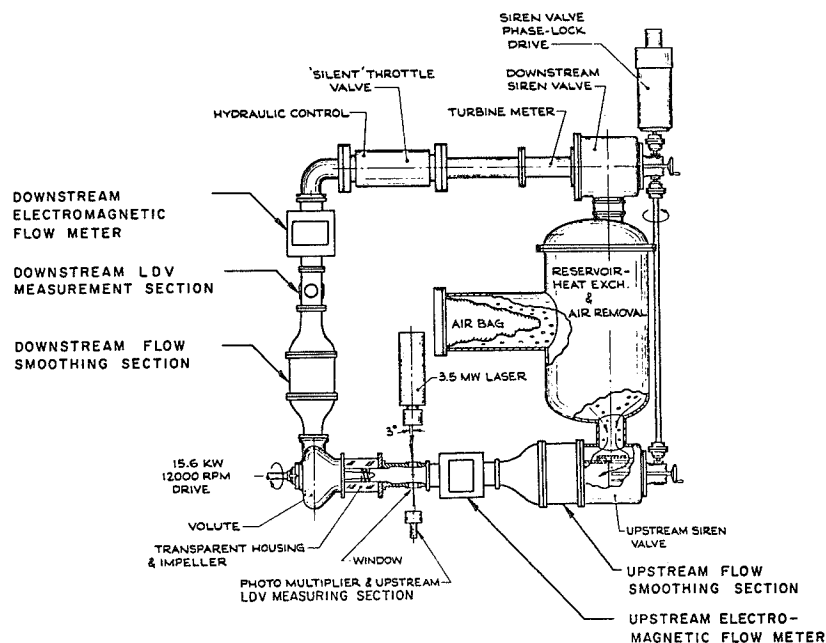 SIREN VALVE
PHASE-LOCK
DRIVE
'SILENT' THROTTLE
VALVE
DOWNSTREAM
SIREN VALVE
HYDRAULIC CONTROL
TURBINE METER
DOWNSTREAM
ELECTROMAGNETIC
FLOW METER
DOWNSTREAM LDV
MEASUREMENT SECTION
RESERVOIR-
HEAT EXCH.
&
AIR REMOVAL
AIR BAG
DOWNSTREAM FLOW
SMOOTHING SECTION
3.5 MW LASER
3°
15.6 KW
12000 RPM
DRIVE
VOLUTE
TRANSPARENT HOUSING
& IMPELLER
WINDOW
PHOTO MULTIPLIER & UPSTREAM
LDV MEASURING SECTION
UPSTREAM SIREN
VALVE
UPSTREAM FLOW
SMOOTHING SECTION
UPSTREAM ELECTRO-
MAGNETIC FLOW METER